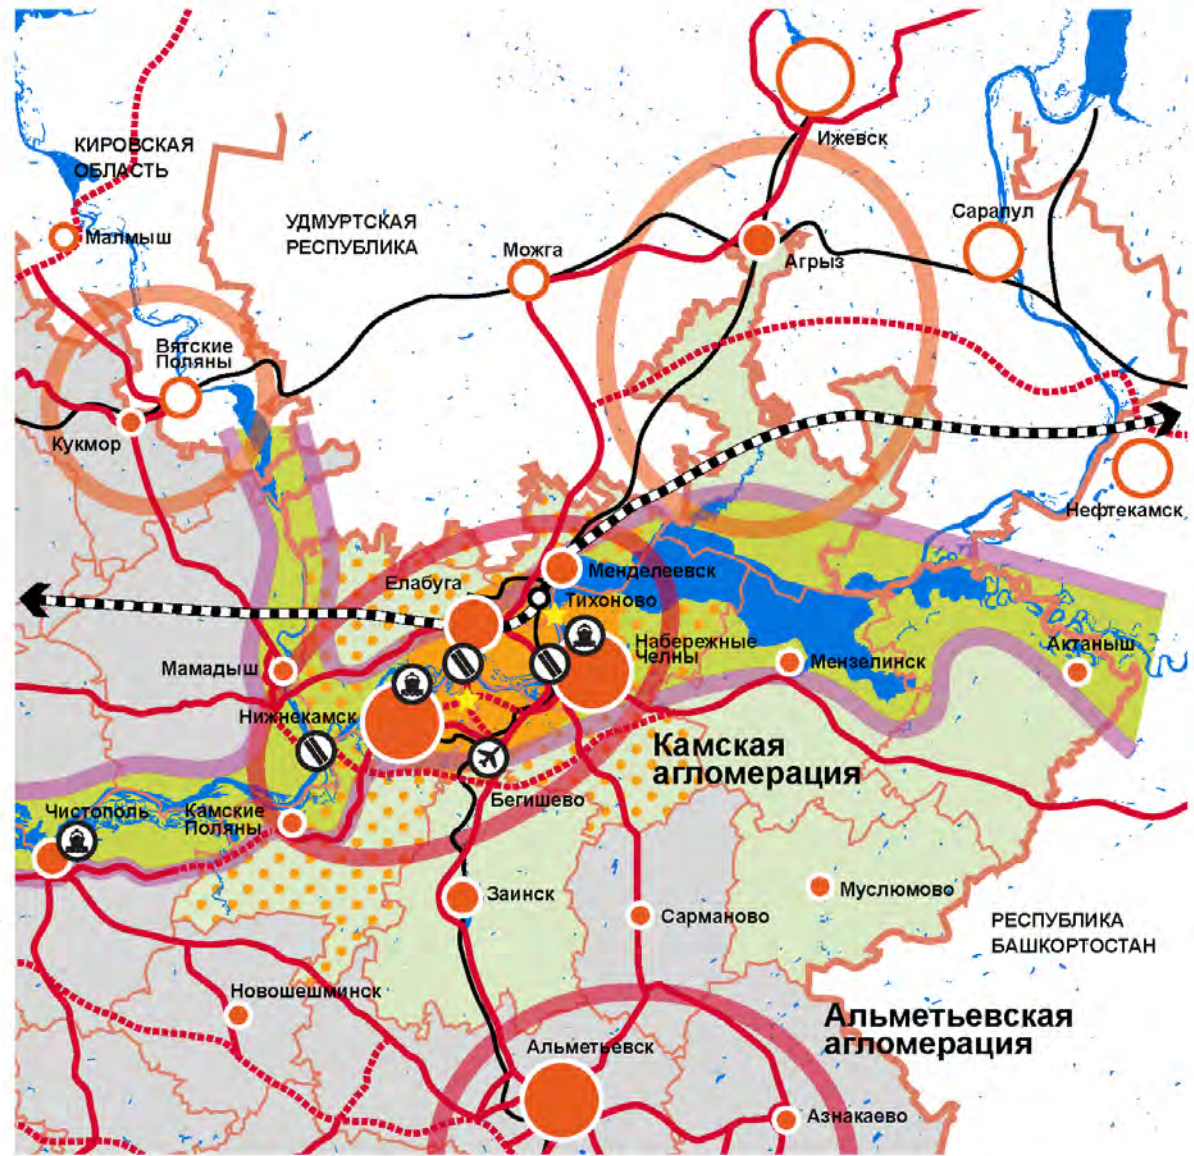 Ижевск
КИРОВСКАЯ
ОБЛАСТЬ
УДМУРТСКАЯ
РЕСПУБЛИКА
Сарапул
Малмыш
Можга
Агрыз
Вятские
Поляны
Кукмор
Нефтекамск
Елабуга
Менделеевск
Тихоново
Набережные
Челны
Мензелинск
Актаныш
Мамадыш
Нижнекамск
Камская
агломерация
Бегишево
Чистополь
Камские
Поляны
Заинск
Муслюмово
Сарманово
РЕСПУБЛИКА
БАШКОРТОСТАН
Новошешминск
Альметьевская
агломерация
Альметьевск
Азнакаево